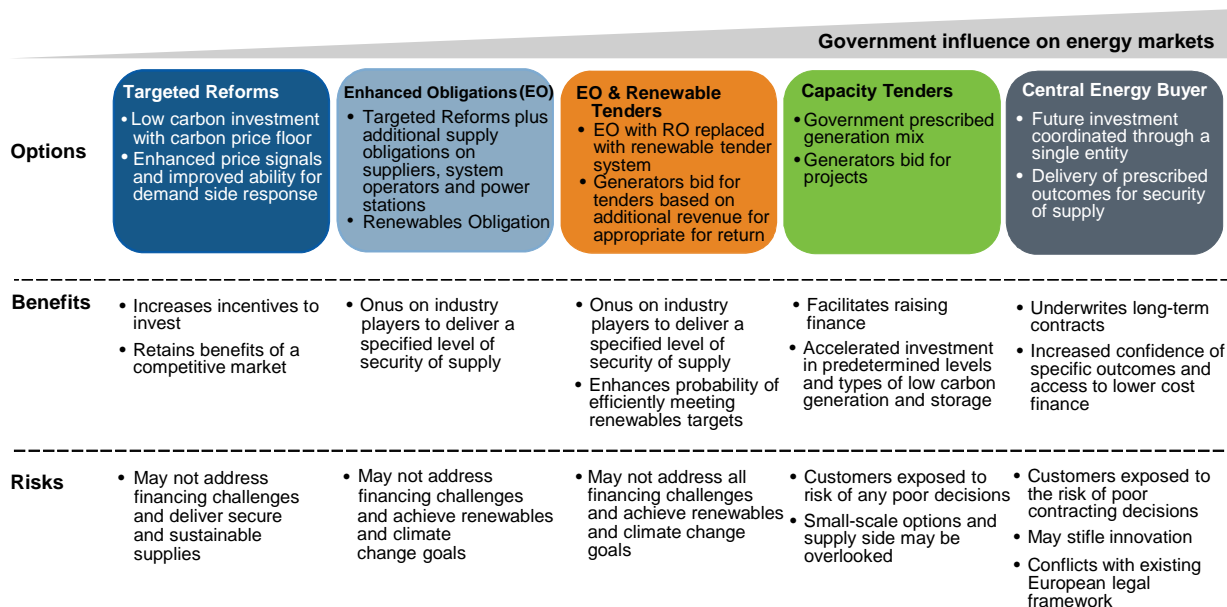 Government influence on energy markets
Options
Targeted Reforms
• Low carbon investment
with carbon price floor
• Enhanced price signals
and improved ability for
demand side response
Enhanced Obligations (EO)
• Targeted Reforms plus
additional supply
obligations on
suppliers, system
operators and power
stations
• Renewables Obligation
EO & Renewable
Tenders
• EO with RO replaced
with renewable tender
system
• Generators bid for
tenders based on
additional revenue for
appropriate for return
Capacity Tenders
• Government prescribed
generation mix
• Generators bid for
projects
Central Energy Buyer
• Future investment
coordinated through a
single entity
• Delivery of prescribed
outcomes for security
of supply
Benefits
• Increases incentives to
invest
• Retains benefits of a
competitive market
• Onus on industry
players to deliver a
specified level of
security of supply
• Onus on industry
players to deliver a
specified level of
security of supply
• Enhances probability of
efficiently meeting
renewables targets
• Facilitates raising
finance
• Accelerated investment
in predetermined levels
and types of low carbon
generation and storage
• Underwrites long-term
contracts
• Increased confidence of
specific outcomes and
access to lower cost
finance
Risks
• May not address
financing challenges
and deliver secure
and sustainable
supplies
• May not address
financing challenges
and achieve renewables
and climate
change goals
• May not address all
financing challenges
and achieve renewables
and climate change
goals
• Customers exposed to
risk of any poor decisions
• Small-scale options and
supply side may be
overlooked
• Customers exposed to
the risk of poor
contracting decisions
• May stifle innovation
• Conflicts with existing
European legal
framework